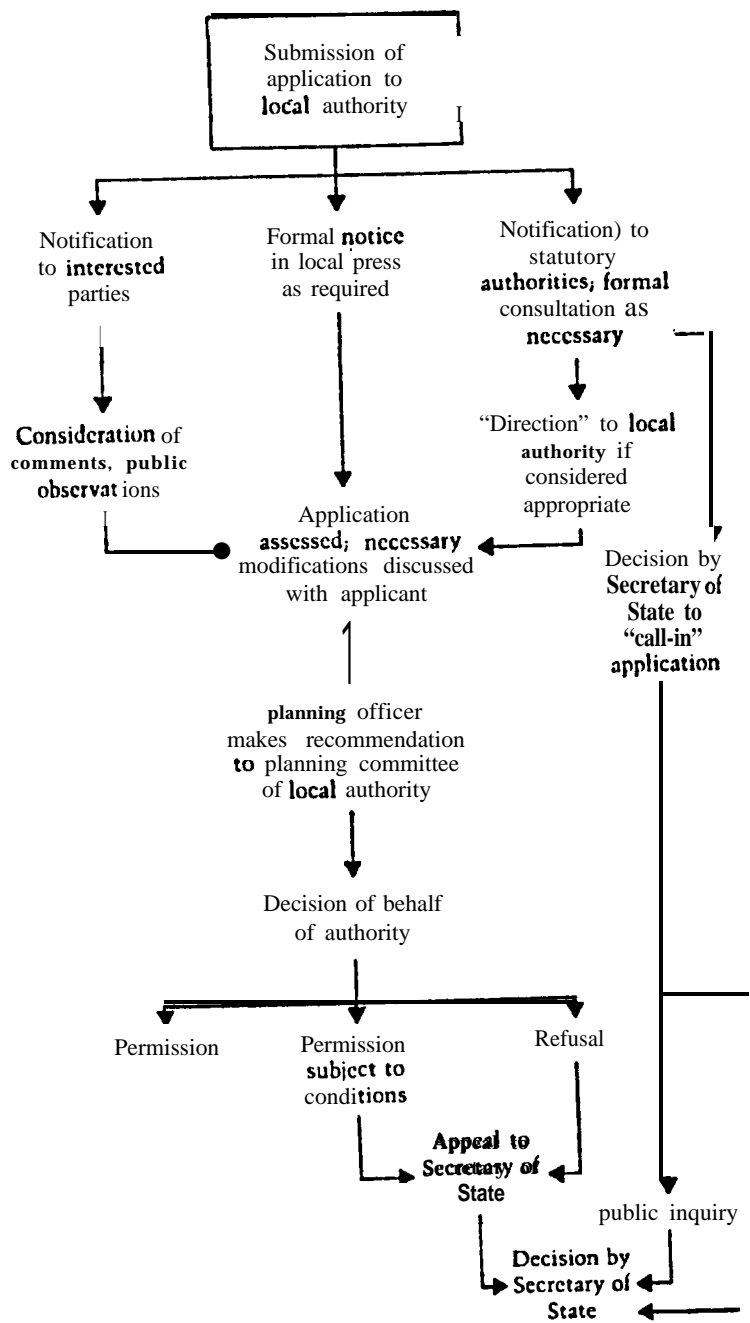 Submission of
application to
local authority
Notification
to interested
parties
Formal notice
in local press
as required
Notification) to
statutory
authorities; formal
consultation as
necessary
Consideration of
comments, public
observations
"Direction" to local
authority if
considered
appropriate
Application
assessed; necessary
modifications discussed
with applicant
Decision by
Secretary of
State to
"call-in"
application
planning officer
makes recommendation
to planning committee
of local authority
Decision of behalf
of authority
Permission
Permission
subject to
conditions
Refusal
Appeal to
Secretary of
State
public inquiry
Decision by
Secretary of
State